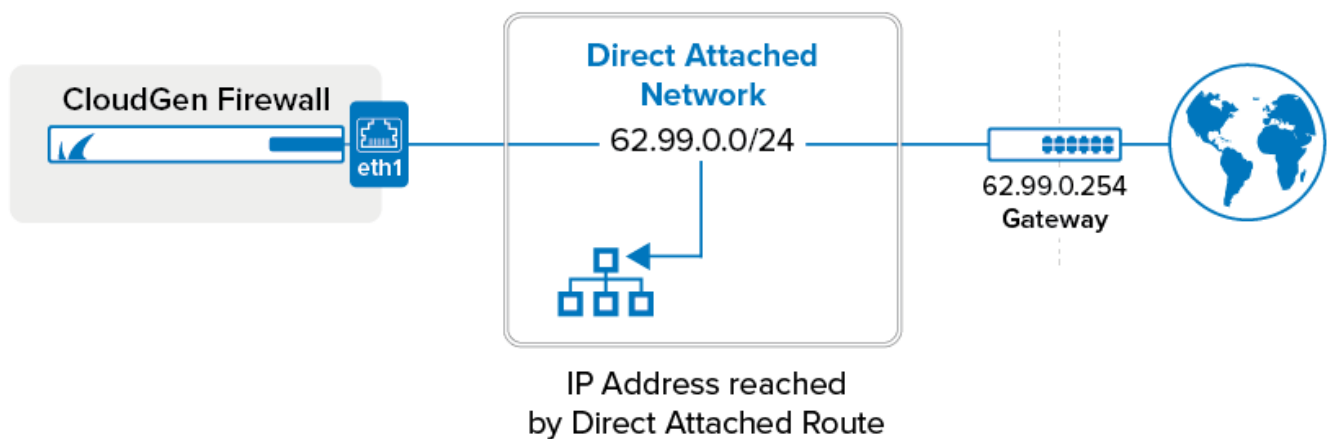 CloudGen Firewall
eth1
Direct Attached
Network
62.99.0.0/24
62.99.0.254
Gateway
IP Address reached
by Direct Attached Route